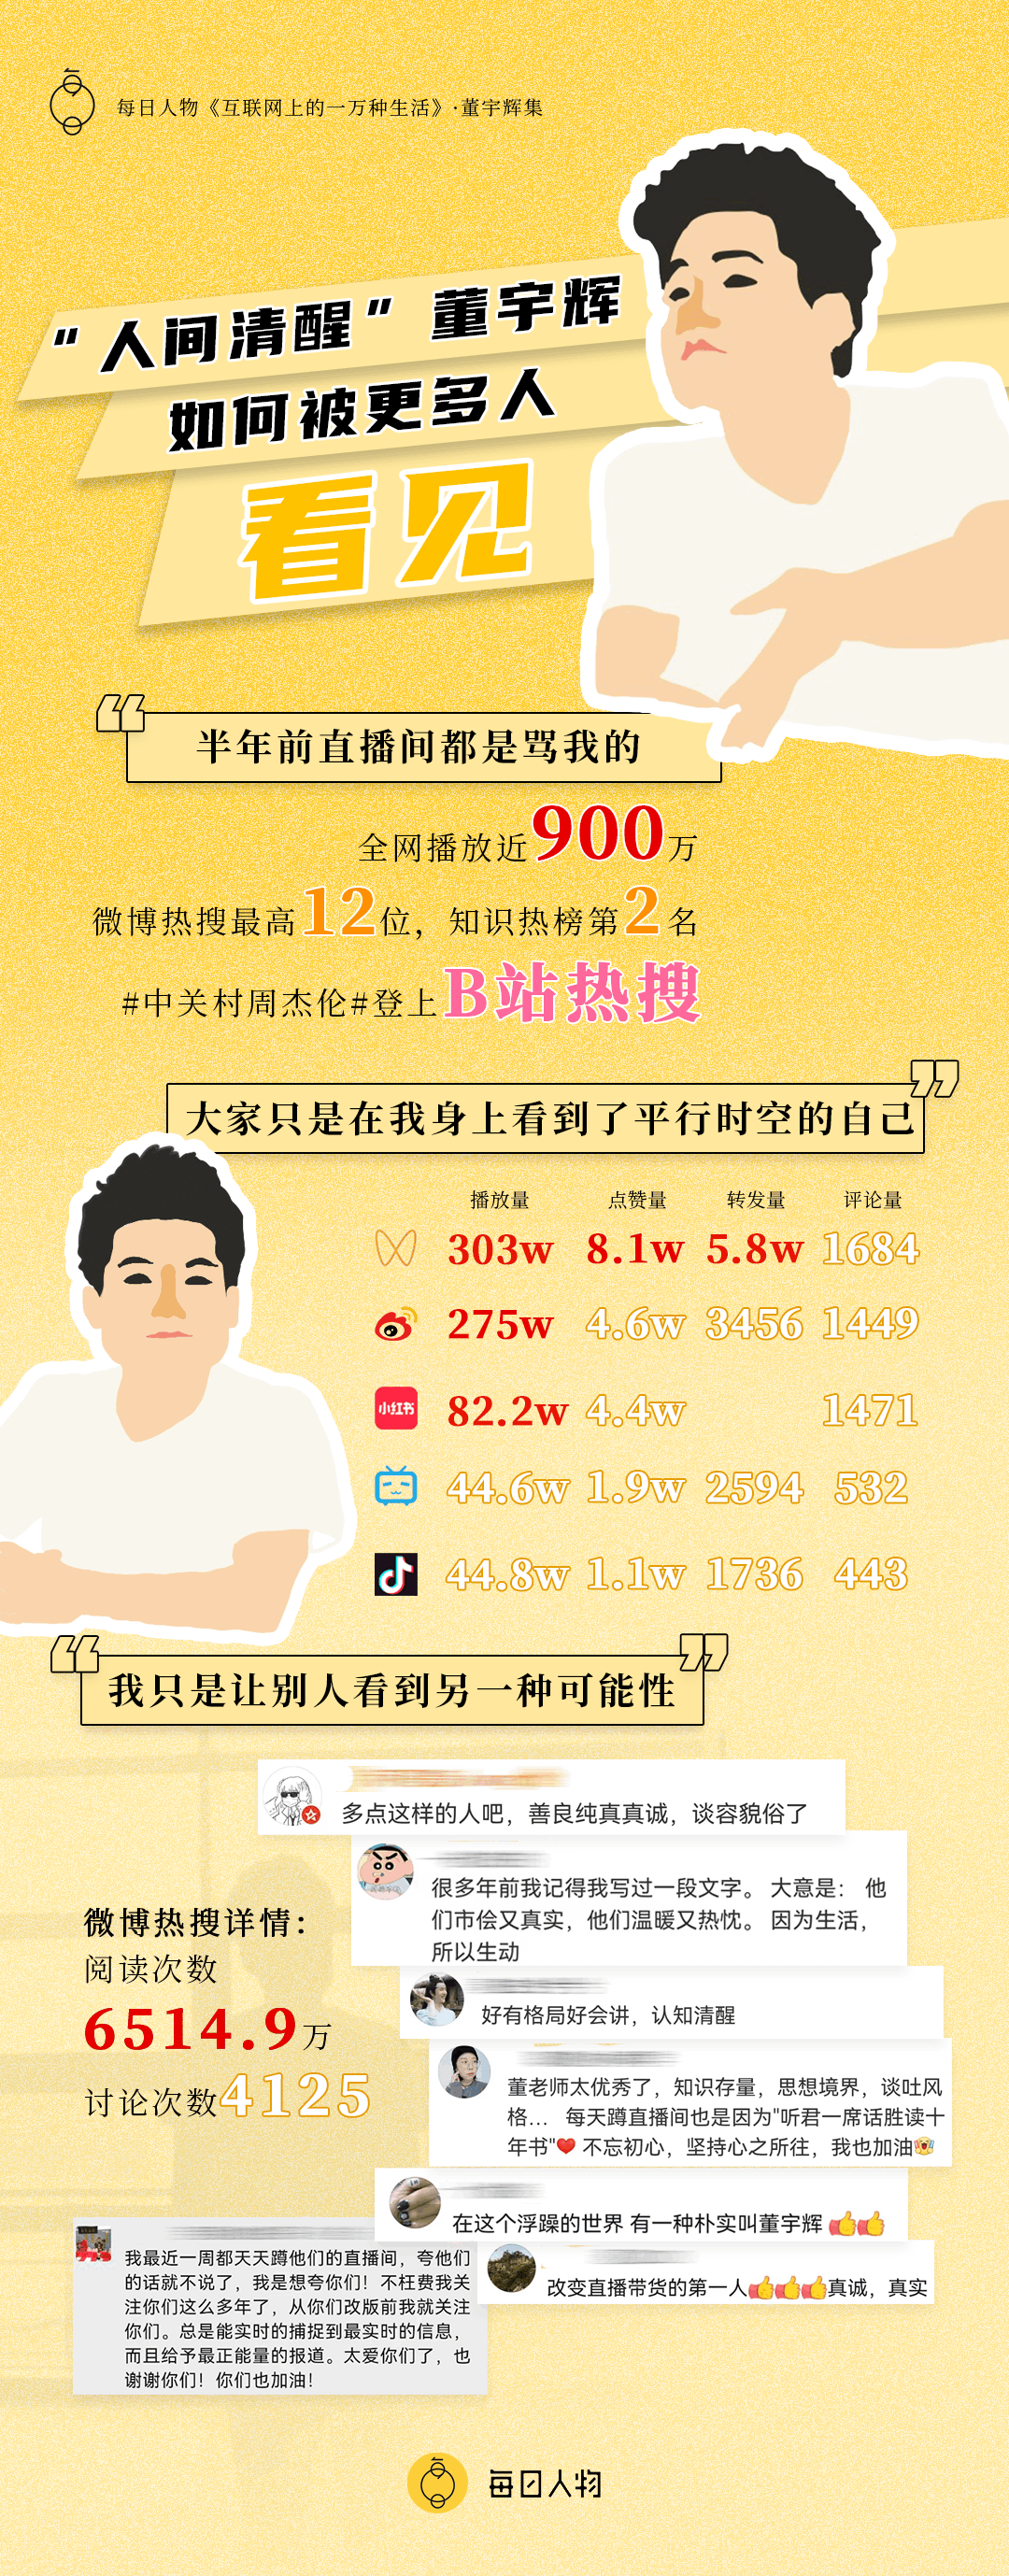 每日人物《互联网上的一万种生活》·董宇辉集
“人间清醒”董宇辉
如何被更多人
看见
半年前直播间都是骂我的
全网播放近900万
微博热搜最高12位，知识热榜第2名
#中关村周杰伦#登上B站热搜
大家只是在我身上看到了平行时空的自己
播放量 点赞量 转发量 评论量
303w 8.1w 5.8w 1684
275w 4.6w 3456 1449
小红书 82.2w 4.4w 1471
44.6w 1.9w 2594 532
44.8w 1.1w 1736 443
我只是让别人看到另一种可能性
多点这样的人吧，善良纯真真诚，谈容貌俗了
很多年前我记得我写过一段文字。大意是： 他
们市侩又真实，他们温暖又热忱。因为生活，
所以生动
好有格局好会讲，认知清醒
董老师太优秀了，知识存量，思想境界，谈吐风
格... 每天蹲直播间也是因为"听君一席话胜读十
年书"❤️ 不忘初心，坚持心之所往，我也加油
在这个浮躁的世界 有一种朴实叫董宇辉 👍👍
改变直播带货的第一人👍👍👍真诚，真实
微博热搜详情：
阅读次数
6514.9万
讨论次数4125
我最近一周都天天蹲他们的直播间，夸他们
的话就不说了，我是想夸你们！不枉费我关
注你们这么多年了，从你们改版前我就关注
你们。总是能实时的捕捉到最实时的信息，
而且给予最正能量的报道。太爱你们了，也
谢谢你们！你们也加油！
每日人物